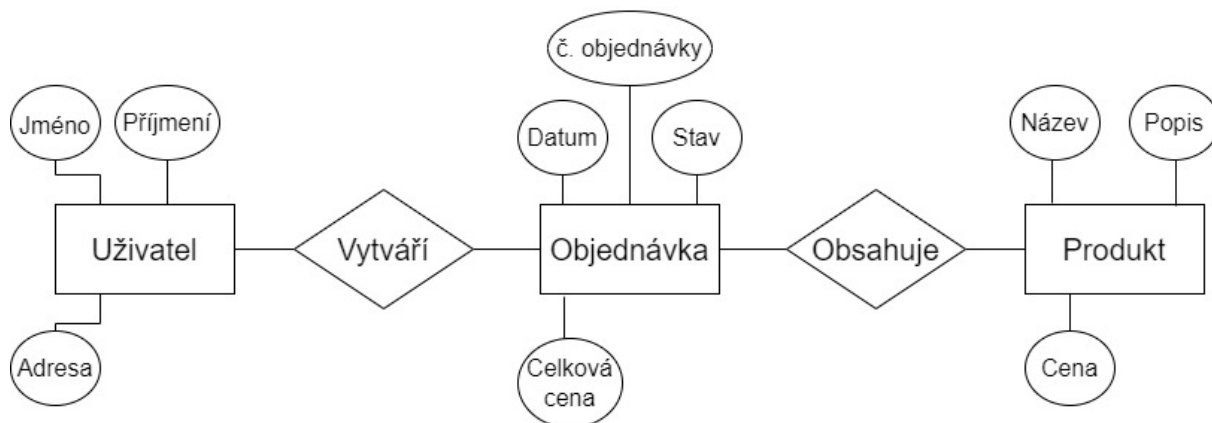 č. objednávky
Jméno
Příjmení
Datum
Stav
Název
Popis
Uživatel
Vytváří
Objednávka
Obsahuje
Produkt
Adresa
Celková
cena
Cena